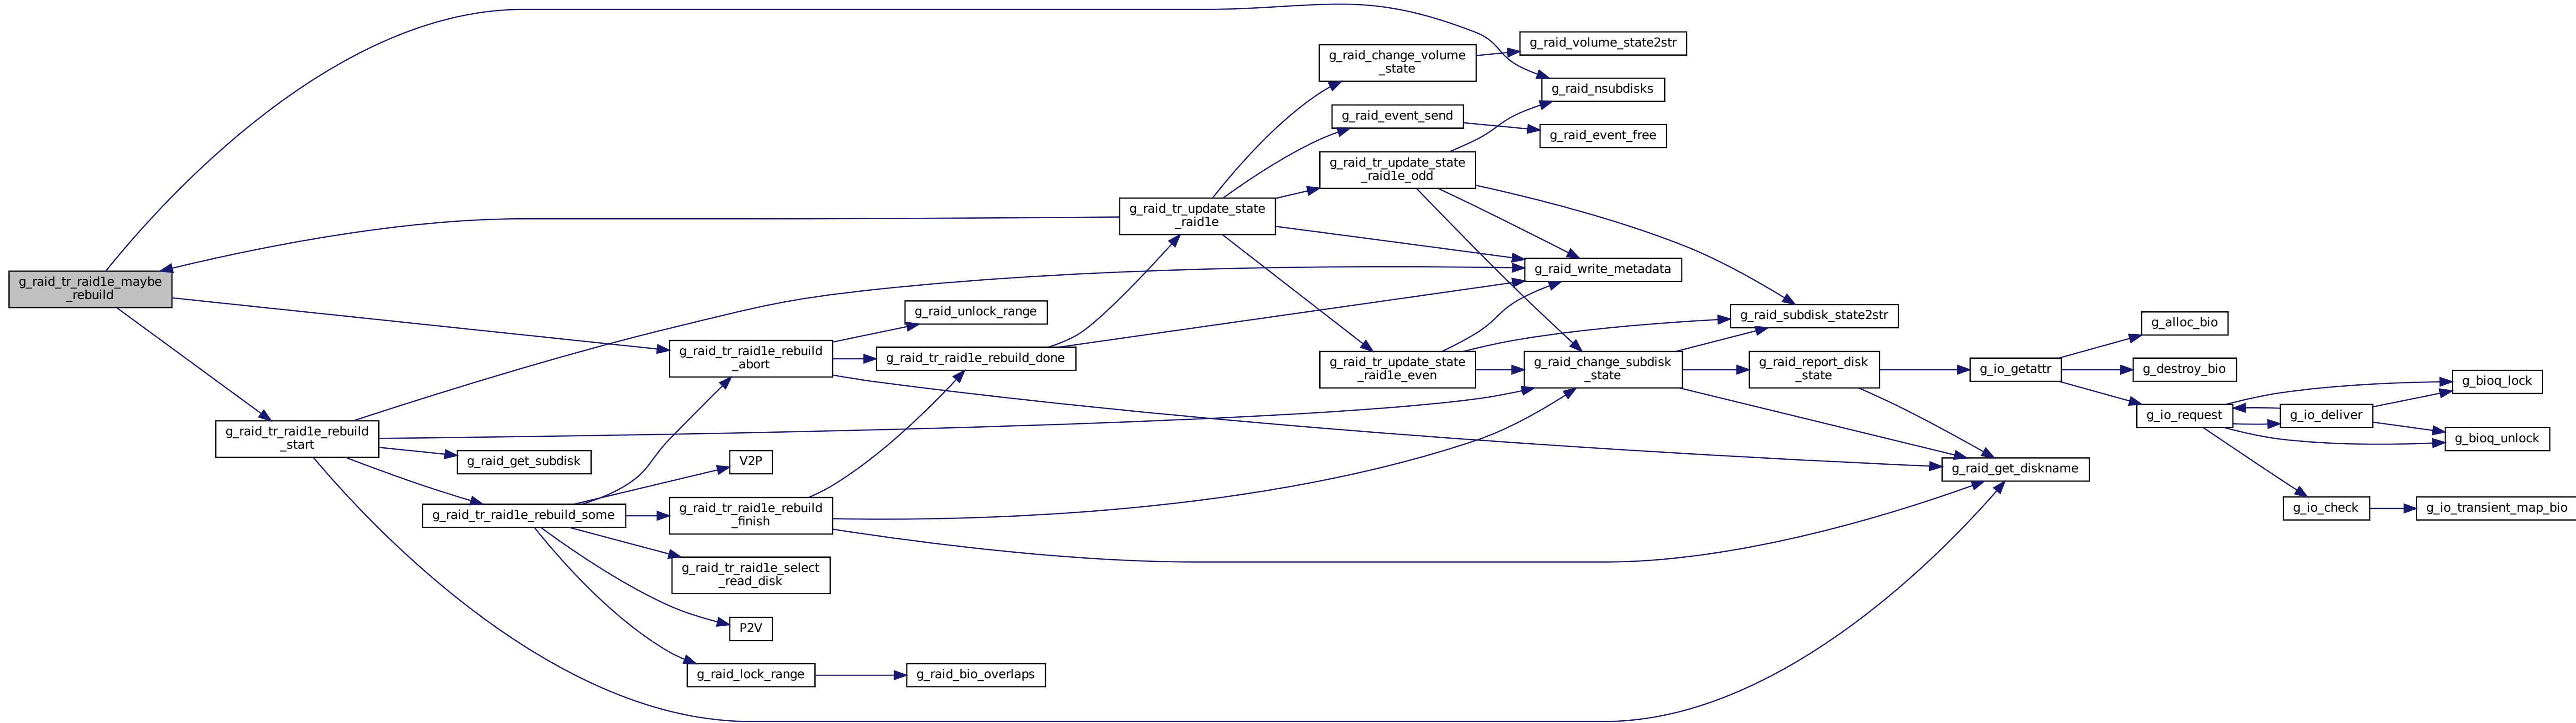 g_raid_tr_raid1e_maybe
_rebuild
g_raid_tr_raid1e_rebuild
_start
g_raid_get_subdisk
g_raid_tr_raid1e_rebuild_some
g_raid_tr_raid1e_rebuild
_abort
V2P
g_raid_tr_raid1e_rebuild
_finish
g_raid_tr_raid1e_select
_read_disk
P2V
g_raid_lock_range
g_raid_unlock_range
g_raid_tr_raid1e_rebuild_done
g_raid_bio_overlaps
g_raid_tr_update_state
_raid1e
g_raid_change_volume
_state
g_raid_event_send
g_raid_tr_update_state
_raid1e_odd
g_raid_tr_update_state
_raid1e_even
g_raid_volume_state2str
g_raid_nsubdisks
g_raid_event_free
g_raid_write_metadata
g_raid_change_subdisk
_state
g_raid_subdisk_state2str
g_raid_report_disk
_state
g_raid_get_diskname
g_io_getattr
g_alloc_bio
g_destroy_bio
g_io_request
g_io_deliver
g_io_check
g_bioq_lock
g_bioq_unlock
g_io_transient_map_bio